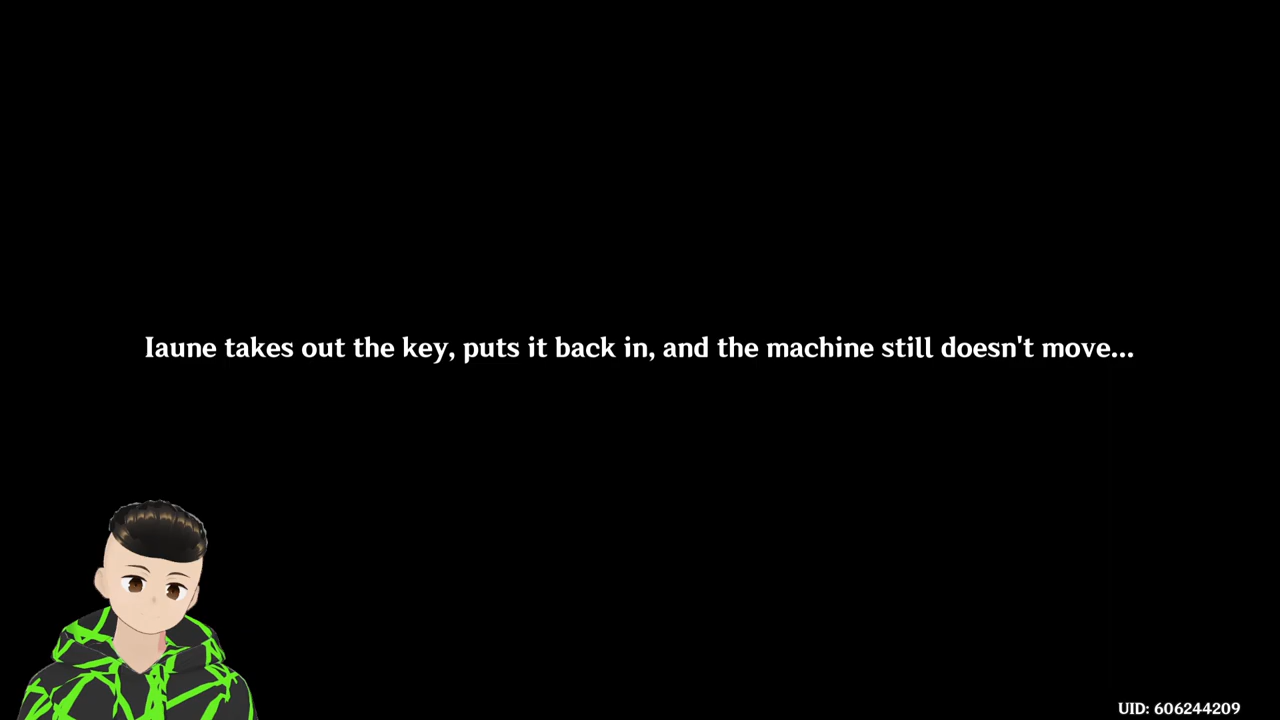 Iaune takes out the key, puts it back in, and the machine still doesn't move...
UID: 606244209